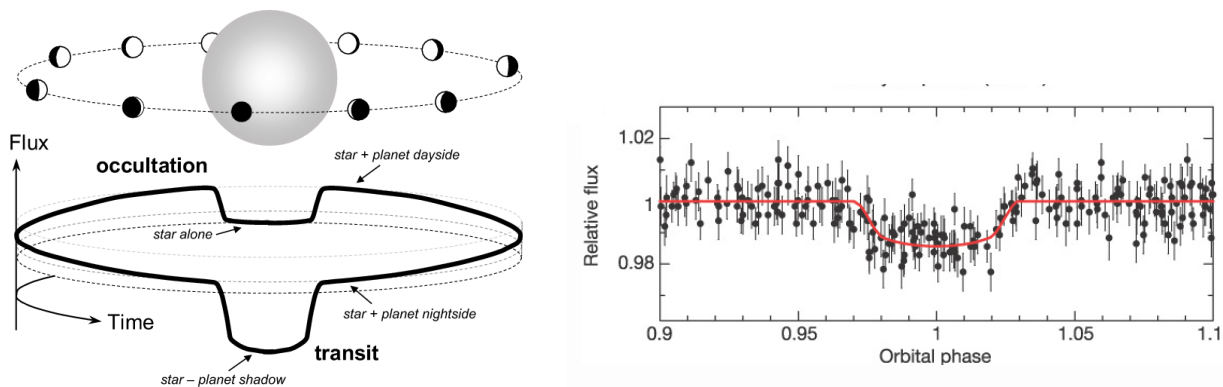 Flux
occultation
star + planet dayside
star alone
star + planet nightside
Time
transit
star – planet shadow
1.02
1
0.98
Relative flux
0.9
0.95
1
1.05
1.1
Orbital phase